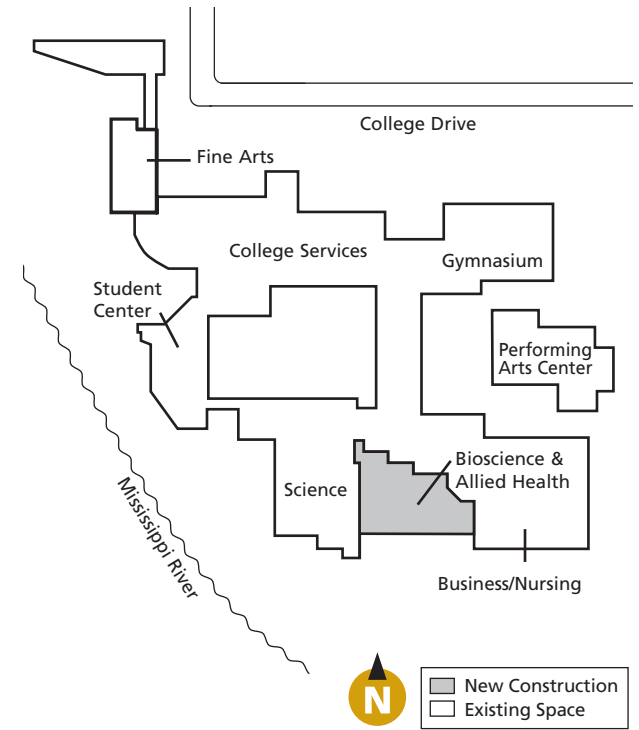 College Drive
Fine Arts
College Services
Gymnasium
Student
Center
Performing
Arts Center
Bioscience &
Allied Health
Science
Mississippi River
Business/Nursing
N
New Construction
Existing Space